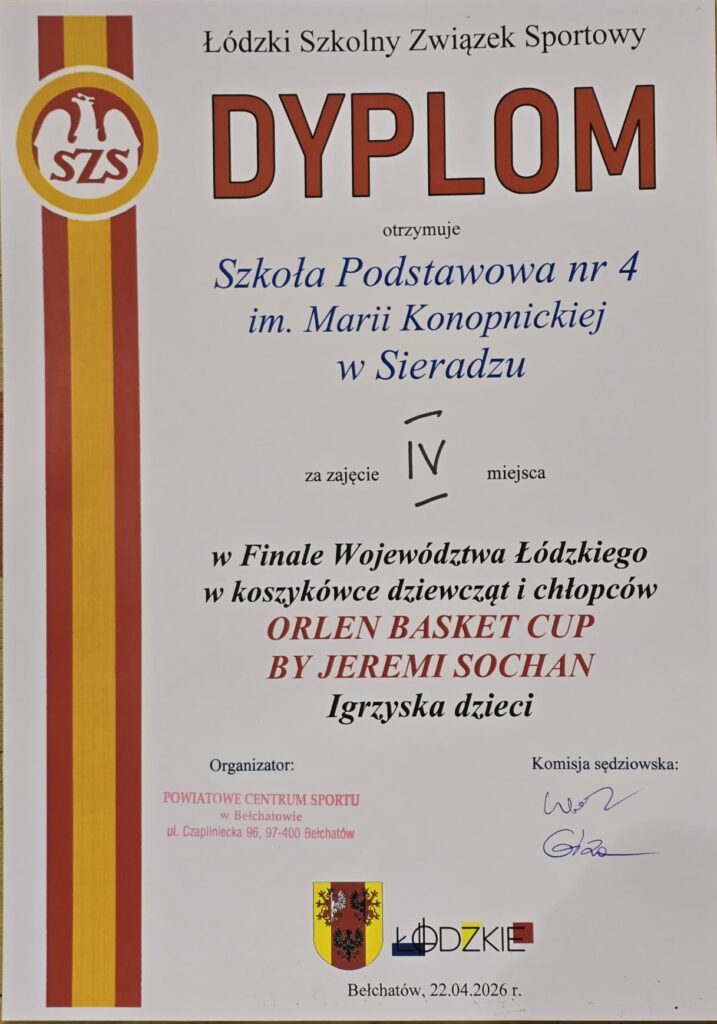 Łódzki Szkolny Związek Sportowy
SZS
DYPLOM
otrzymuje
Szkoła Podstawowa nr 4
im. Marii Konopnickiej
w Sieradzu
za zajęcie IV miejsca
w Finale Województwa Łódzkiego
w koszykówce dziewcząt i chłopców
ORLEN BASKET CUP
BY JEREMI SOCHAN
Igrzyska dzieci
Organizator:
Komisja sędziowska:
POWIATOWE CENTRUM SPORTU
w Bełchatowie
ul. Czapliniecka 96, 97-400 Bełchatów
ŁÓDZKIE
Bełchatów, 22.04.2026 r.